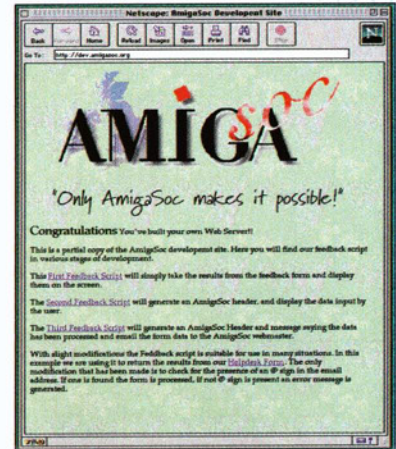 Netscape: AmigaSoc Development Site
Back
Forward
Home
Reload
Images
Open
Print
Find
Stop
N
Go To: http://dev.amigasoc.org
AMIGA soc
"Only AmigaSoc makes it possible!"
Congratulations You've built your own Web Server!!
This is a partial copy of the AmigaSoc development site. Here you will find our feedback script
in various stages of development.
This First Feedback Script will simply take the results from the feedback form and display
them on the screen.
The Second Feedback Script will generate an AmigaSoc header, and display the data input by
the user.
The Third Feedback Script will generate an AmigaSoc Header and message saying the data
has been processed and email the form data to the AmigaSoc webmaster.
With slight modifications the Feddback script is suitable for use in many situations. In this
example we are using it to return the results from our Helpdesk Form. The only
modification that has been made is to check for the presence of an @ sign in the email
address. If one is found the form is processed, if not @ sign is present an error message is
generated.